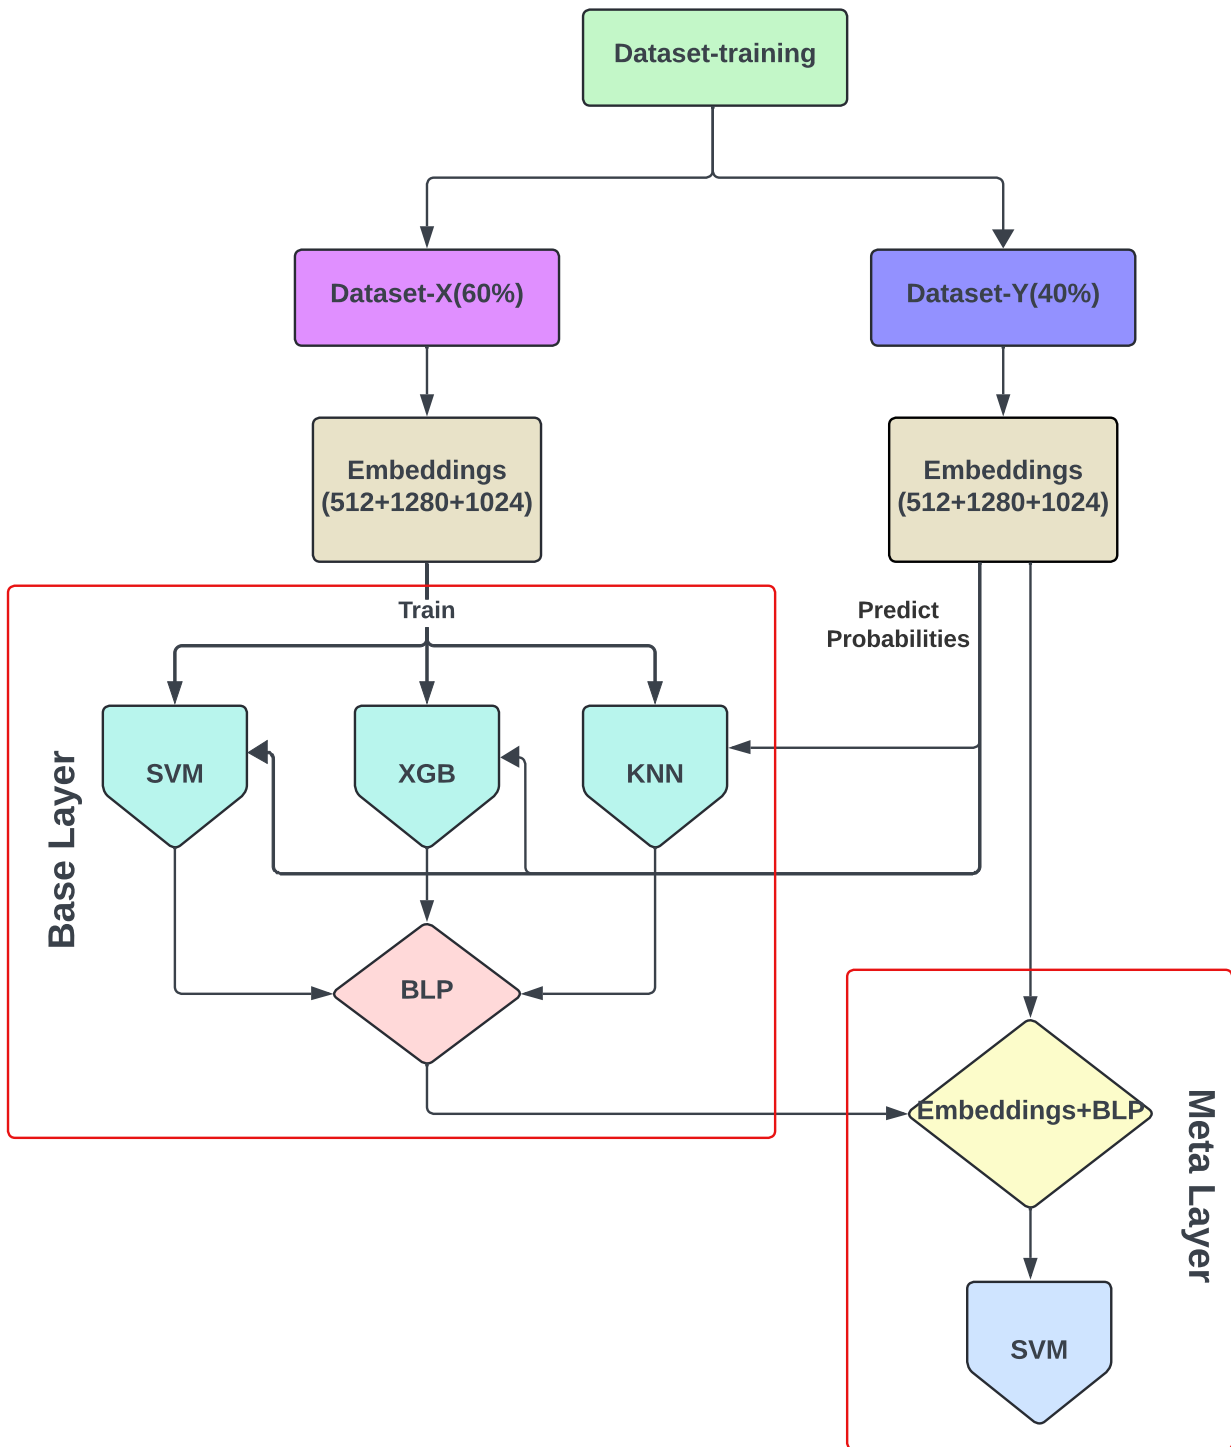 Dataset-training
Dataset-X(60%)
Dataset-Y(40%)
Embeddings
(512+1280+1024)
Embeddings
(512+1280+1024)
Train
Predict
Probabilities
Base Layer
SVM
XGB
KNN
BLP
Embeddings+BLP
Meta Layer
SVM